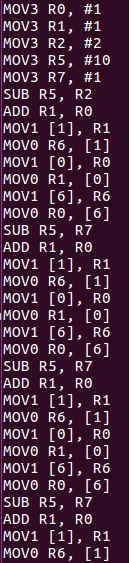 MOV3 R0, #1
MOV3 R1, #1
MOV3 R2, #2
MOV3 R5, #10
MOV3 R7, #1
SUB R5, R2
ADD R1, R0
MOV1 [1], R1
MOV0 R6, [1]
MOV1 [0], R0
MOV0 R1, [0]
MOV1 [6], R6
MOV0 R0, [6]
SUB R5, R7
ADD R1, R0
MOV1 [1], R1
MOV0 R6, [1]
MOV1 [0], R0
MOV0 R1, [0]
MOV1 [6], R6
MOV0 R0, [6]
SUB R5, R7
ADD R1, R0
MOV1 [1], R1
MOV0 R6, [1]
MOV1 [0], R0
MOV0 R1, [0]
MOV1 [6], R6
MOV0 R0, [6]
SUB R5, R7
ADD R1, R0
MOV1 [1], R1
MOV0 R6, [1]